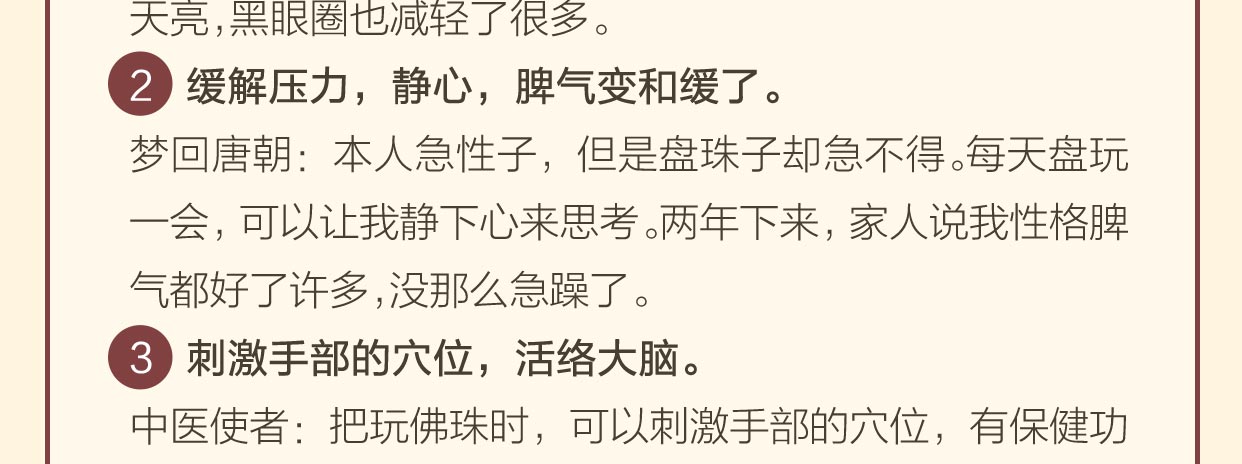 天亮,黑眼圈也减轻了很多。
2 缓解压力，静心，脾气变和缓了。
梦回唐朝：本人急性子，但是盘珠子却急不得。每天盘玩
一会，可以让我静下心来思考。两年下来，家人说我性格脾
气都好了许多,没那么急躁了。
3 刺激手部的穴位，活络大脑。
中医使者：把玩佛珠时，可以刺激手部的穴位，有保健功